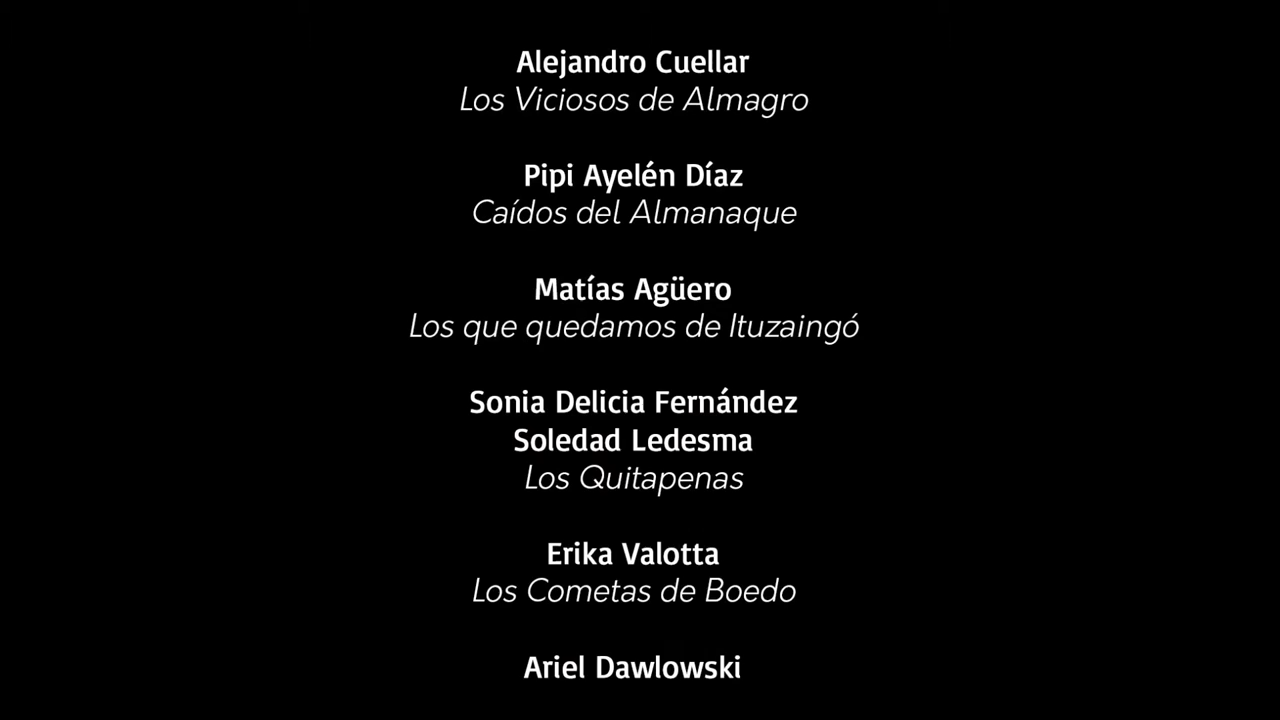 Alejandro Cuellar
Los Viciosos de Almagro
Pipi Ayelén Díaz
Caídos del Almanaque
Matías Agüero
Los que quedamos de Ituzaingó
Sonia Delicia Fernández
Soledad Ledesma
Los Quitapenas
Erika Valotta
Los Cometas de Boedo
Ariel Dawlowski